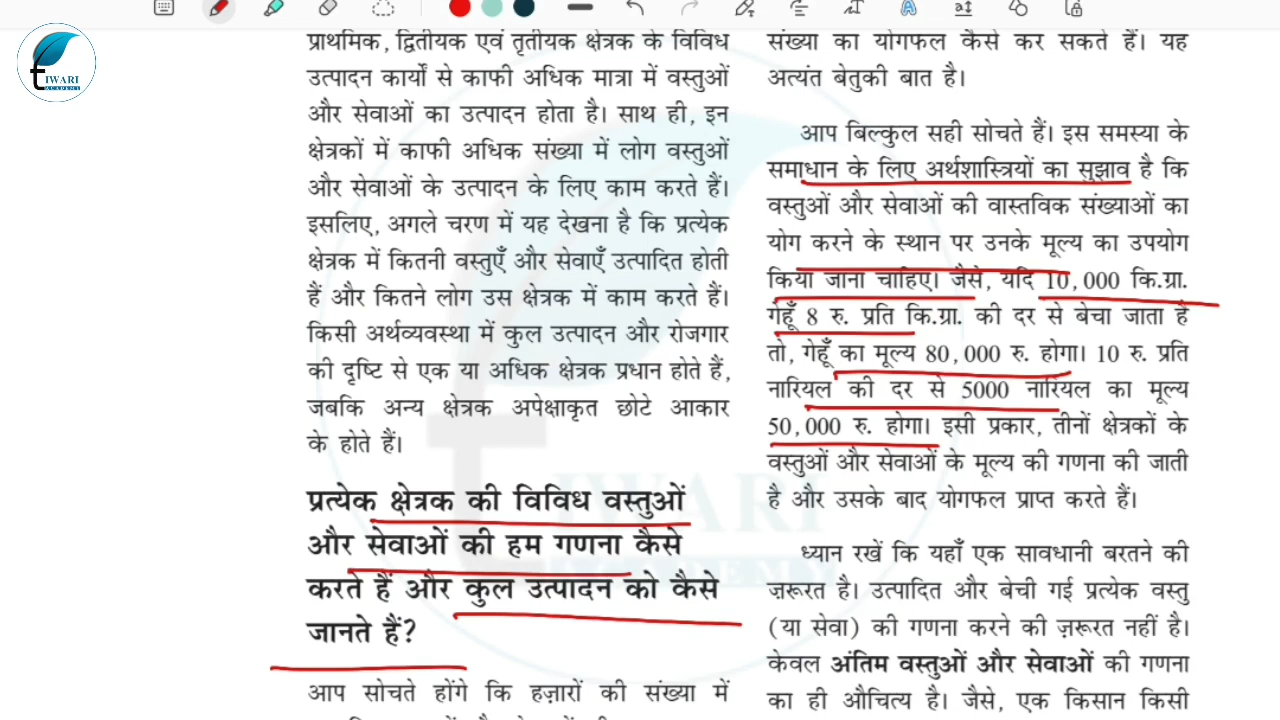 TIWARI
ACADEMY
प्राथमिक, द्वितीयक एवं तृतीयक क्षेत्रक के विविध
उत्पादन कार्यों से काफी अधिक मात्रा में वस्तुओं
और सेवाओं का उत्पादन होता है। साथ ही, इन
क्षेत्रकों में काफी अधिक संख्या में लोग वस्तुओं
और सेवाओं के उत्पादन के लिए काम करते हैं।
इसलिए, अगले चरण में यह देखना है कि प्रत्येक
क्षेत्रक में कितनी वस्तुएँ और सेवाएँ उत्पादित होती
हैं और कितने लोग उस क्षेत्रक में काम करते हैं।
किसी अर्थव्यवस्था में कुल उत्पादन और रोजगार
की दृष्टि से एक या अधिक क्षेत्रक प्रधान होते हैं,
जबकि अन्य क्षेत्रक अपेक्षाकृत छोटे आकार
के होते हैं।
प्रत्येक क्षेत्रक की विविध वस्तुओं
और सेवाओं की हम गणना कैसे
करते हैं और कुल उत्पादन को कैसे
जानते हैं?
आप सोचते होंगे कि हज़ारों की संख्या में
संख्या का योगफल कैसे कर सकते हैं। यह
अत्यंत बेतुकी बात है।
आप बिल्कुल सही सोचते हैं। इस समस्या के
समाधान के लिए अर्थशास्त्रियों का सुझाव है कि
वस्तुओं और सेवाओं की वास्तविक संख्याओं का
योग करने के स्थान पर उनके मूल्य का उपयोग
किया जाना चाहिए। जैसे, यदि 10,000 कि.ग्रा.
गेहूँ 8 रु. प्रति कि.ग्रा. की दर से बेचा जाता है
तो, गेहूँ का मूल्य 80,000 रु. होगा। 10 रु. प्रति
नारियल की दर से 5000 नारियल का मूल्य
50,000 रु. होगा। इसी प्रकार, तीनों क्षेत्रकों के
वस्तुओं और सेवाओं के मूल्य की गणना की जाती
है और उसके बाद योगफल प्राप्त करते हैं।
ध्यान रखें कि यहाँ एक सावधानी बरतने की
ज़रूरत है। उत्पादित और बेची गई प्रत्येक वस्तु
(या सेवा) की गणना करने की ज़रूरत नहीं है।
केवल अंतिम वस्तुओं और सेवाओं की गणना
का ही औचित्य है। जैसे, एक किसान किसी